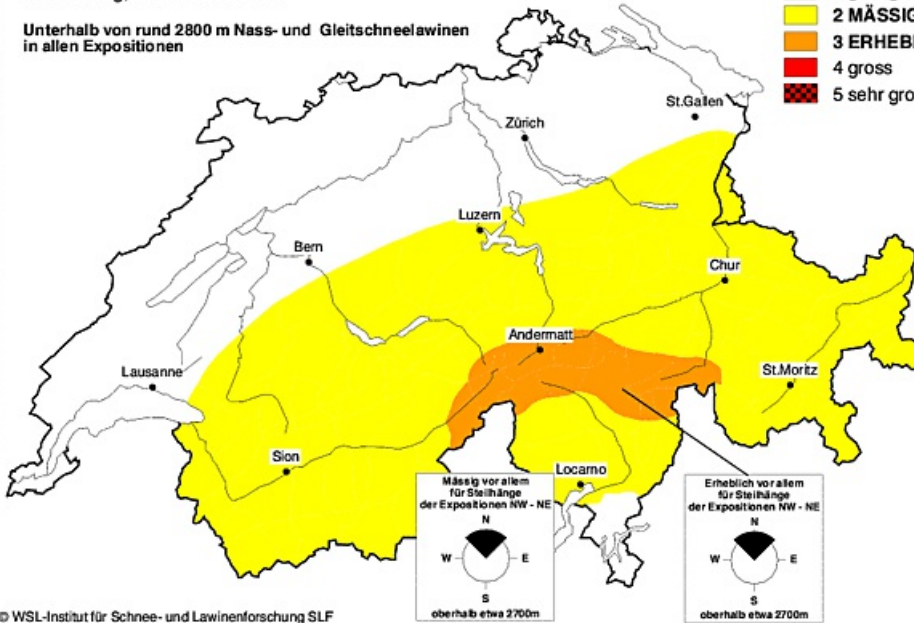 Unterhalb von rund 2800 m Nass- und Gleitschneelawinen
in allen Expositionen
2 MÄSSIG
3
4 gross
5 sehr
St.Gallen
Zürich
Luzern
Bern
Chur
Andermatt
Lausanne
St.Moritz
Sion
Locarno
Mässig vor allem
für Steilhänge
der Expositionen NW - NE
N
W
E
S
oberhalb etwa 2700m
Erheblich vor allem
für Steilhänge
der Expositionen NW - NE
N
W
E
S
oberhalb etwa 2700m
© WSL-Institut für Schnee- und Lawinenforschung SLF